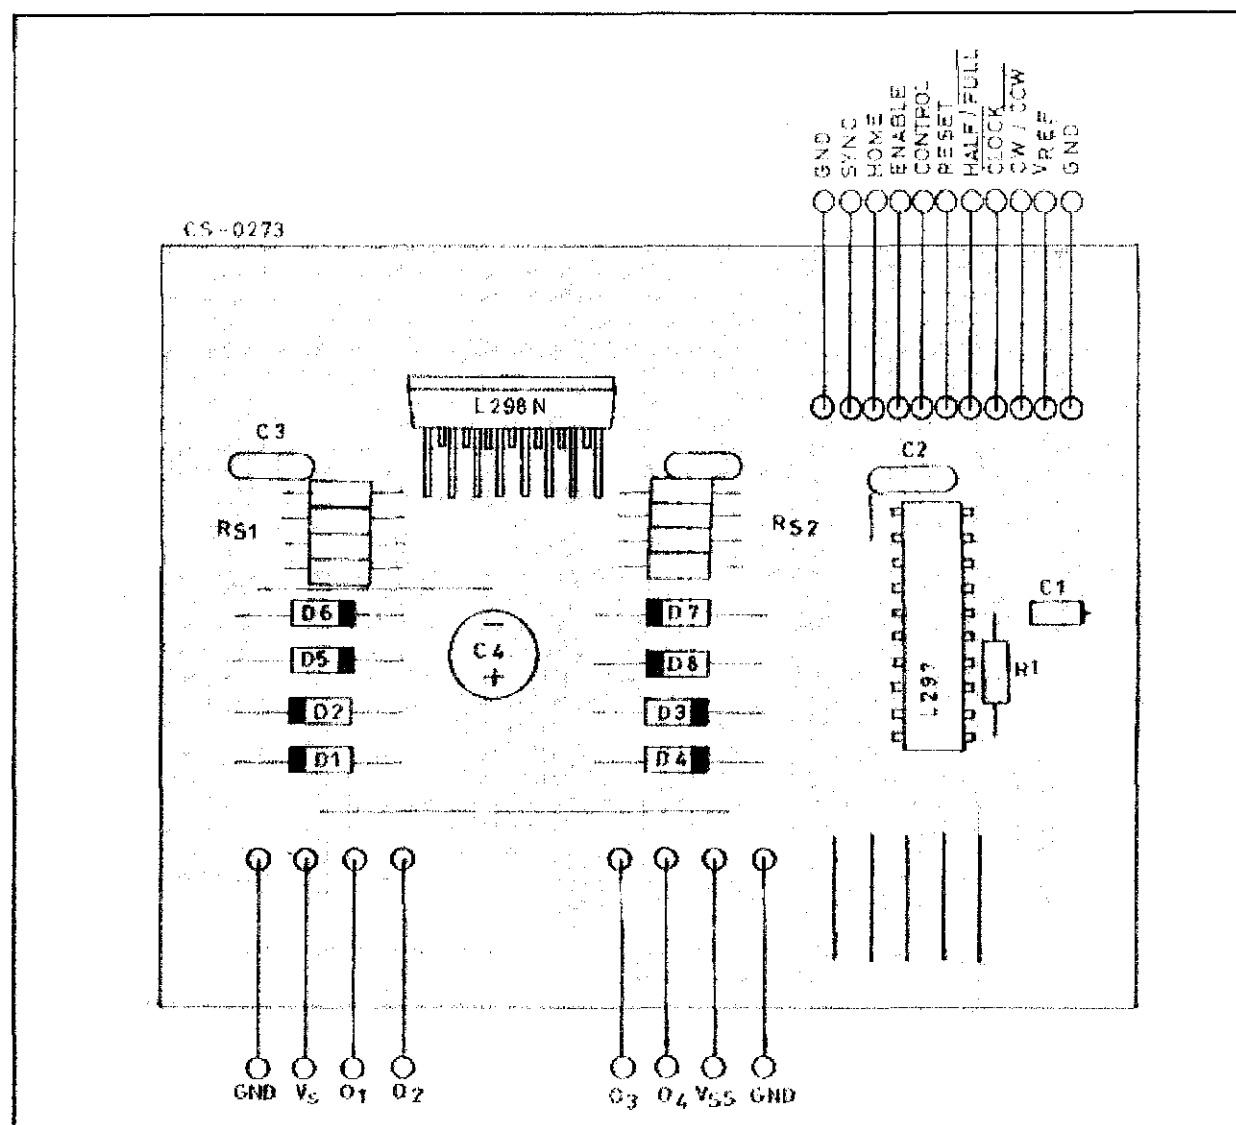 GND
SYNC
HOME
ENABLE
CONTROL
RESET
HALF/FULL
CLOCK
CW / CCW
VREF
GND
CS-0273
L298N
C3
C2
RS1
RS2
C1
D6
D7
C4
D5
D8
R1
L297
D2
D3
D1
D4
GND
VS
O1
O2
O3
O4
VSS
GND